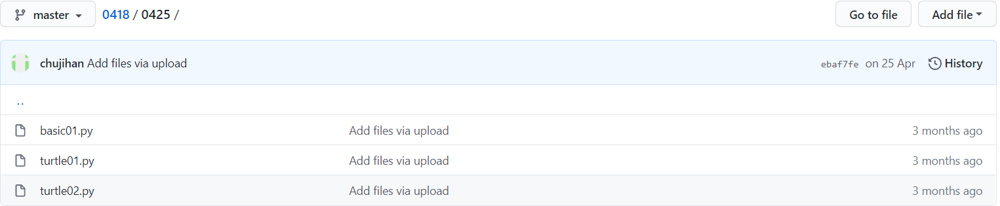 master 0418 / 0425 / Go to file Add file
chujihan Add files via upload ebaf7fe on 25 Apr History
..
basic01.py Add files via upload 3 months ago
turtle01.py Add files via upload 3 months ago
turtle02.py Add files via upload 3 months ago